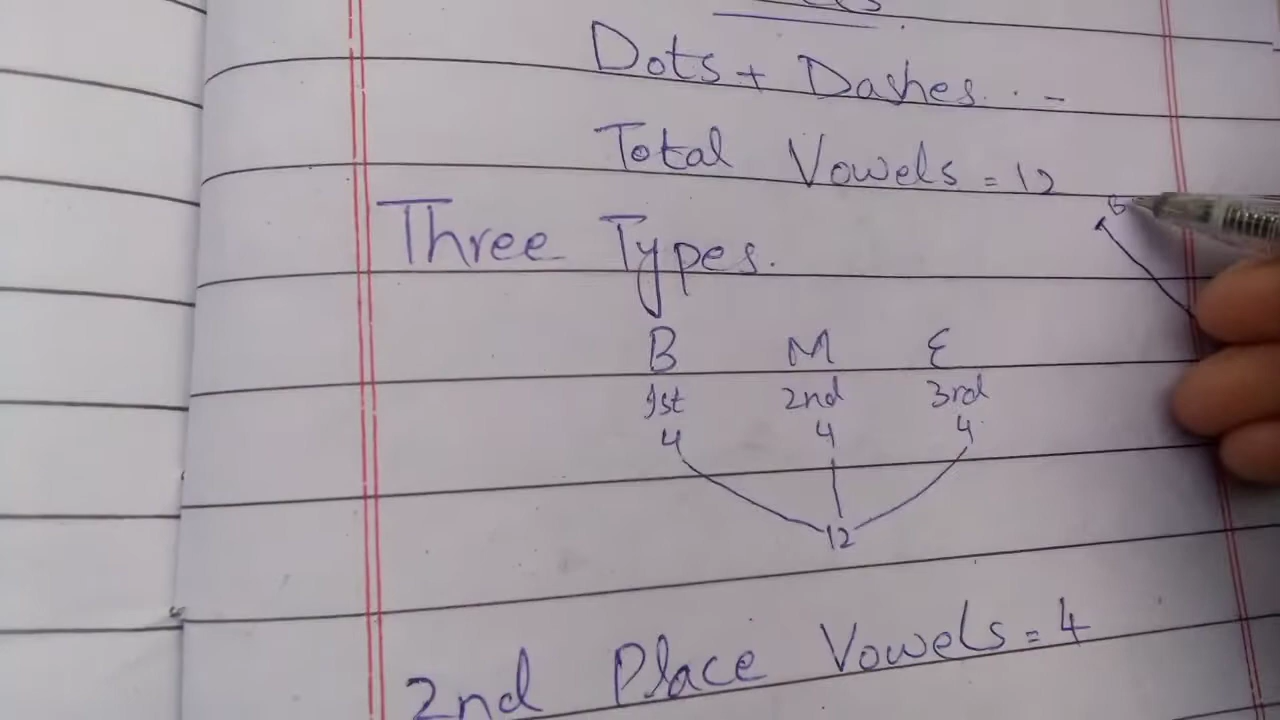 Dots + Dashes. . -
Total Vowels = 12
Three Types.
B M E
1st 2nd 3rd
4 4 4
12
2nd Place Vowels = 4